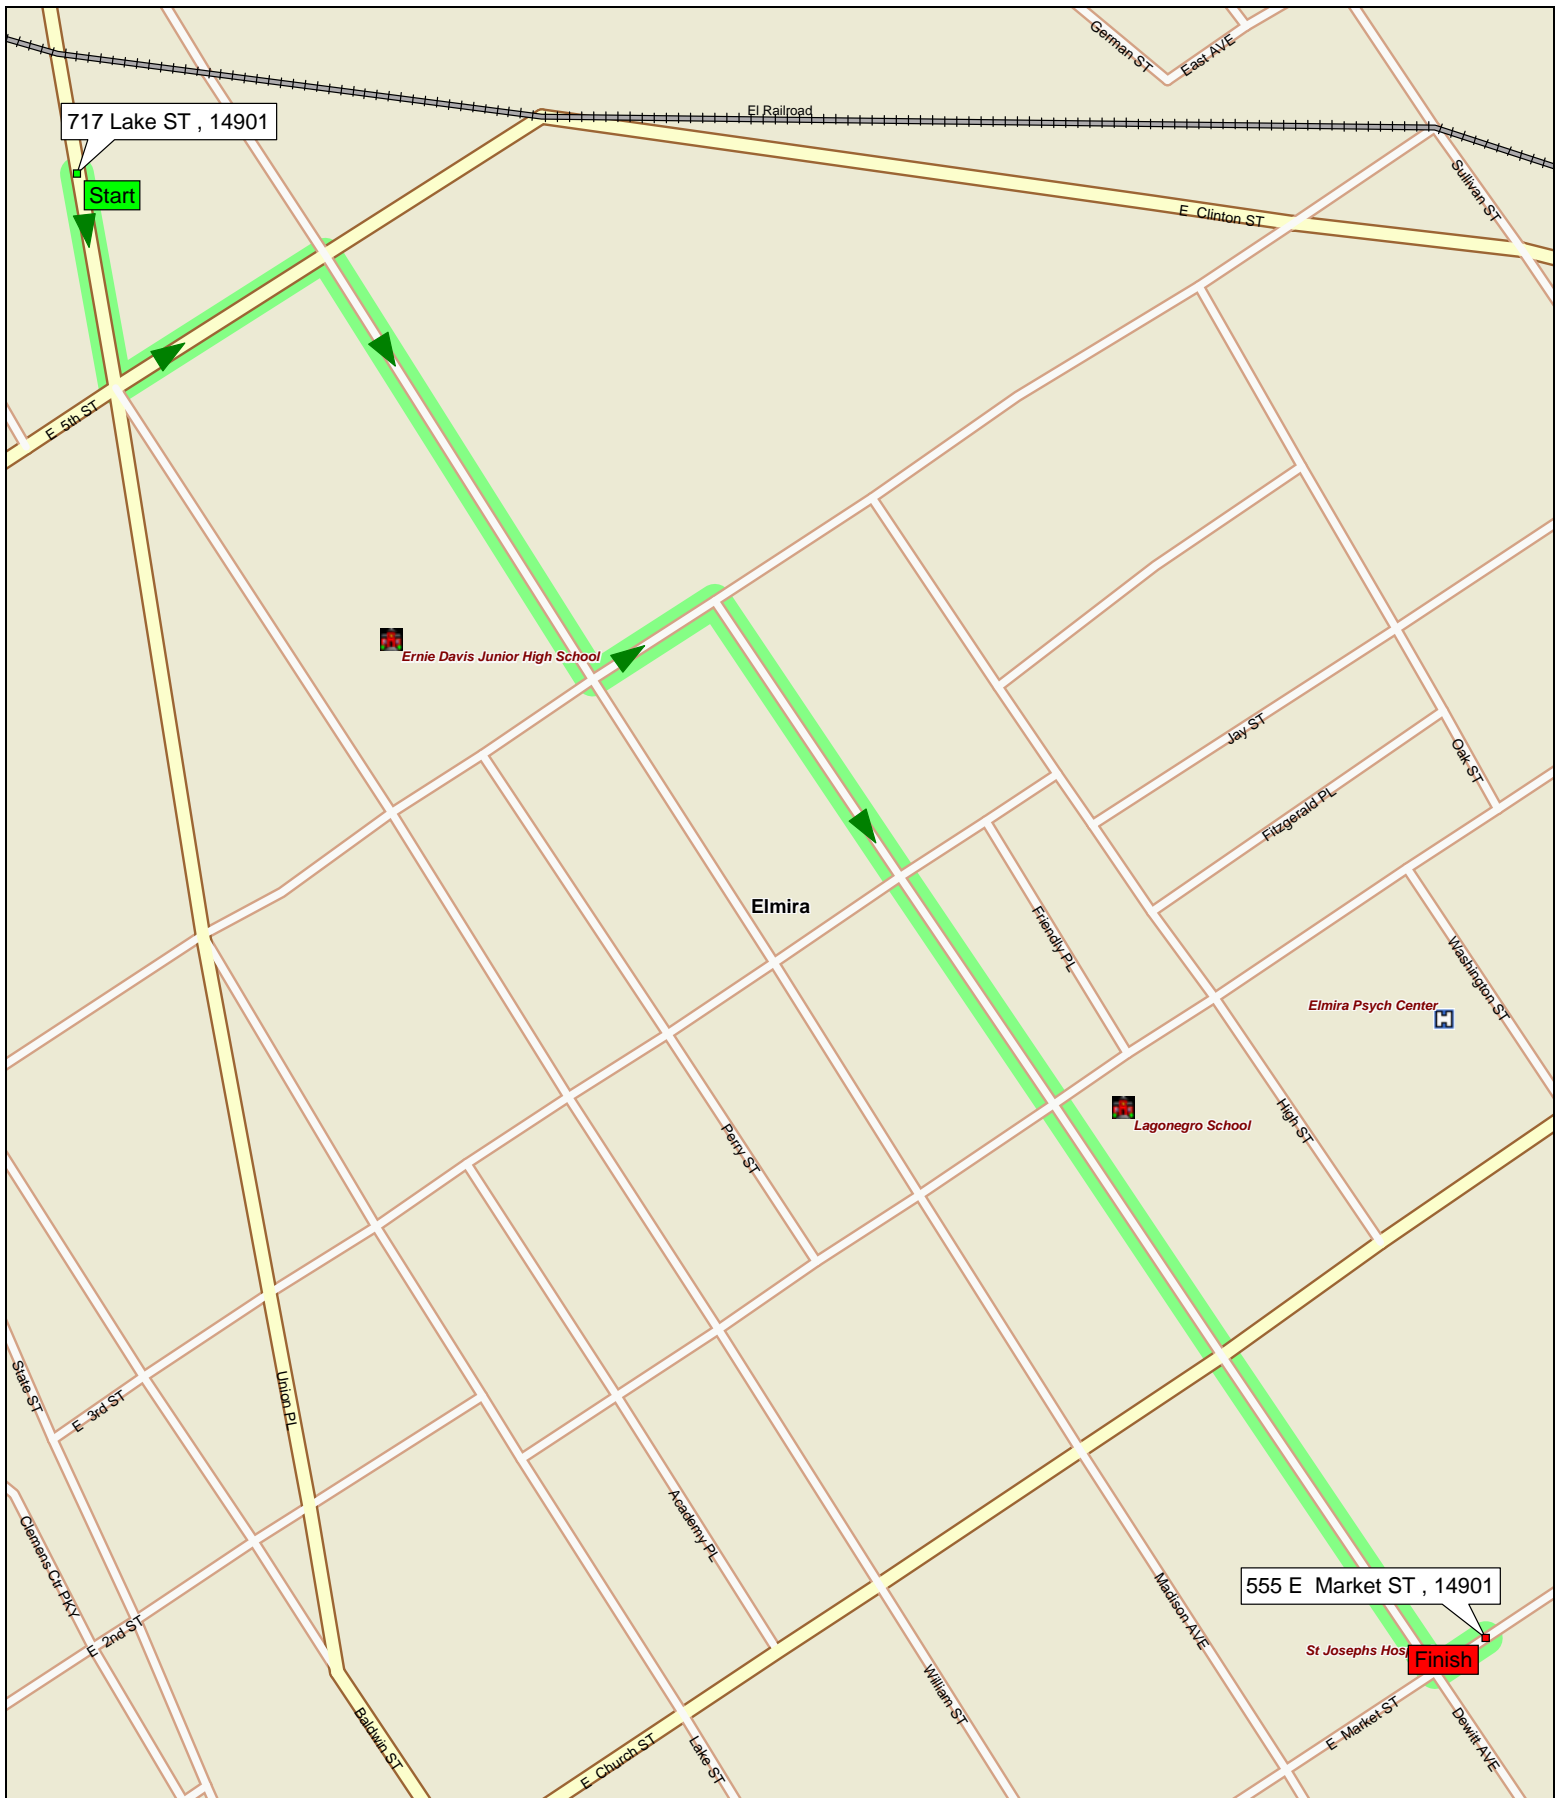 German ST
East AVE
El Railroad
717 Lake ST , 14901
Start
Sullivan ST
E  Clinton ST
E  5th ST
Ernie Davis Junior High School
Jay ST
Oak ST
Fitzgerald PL
Elmira
Friendly PL
Washington ST
Elmira Psych Center
Lagonegro School
High ST
Perry ST
State ST
Union PL
E  3rd ST
Academy PL
Clemens Ctr PKY
E  2nd ST
Madison AVE
555 E  Market ST , 14901
St Josephs Hos
Finish
William ST
Baldwin ST
Lake ST
E  Church ST
E  Market ST
Dewitt AVE